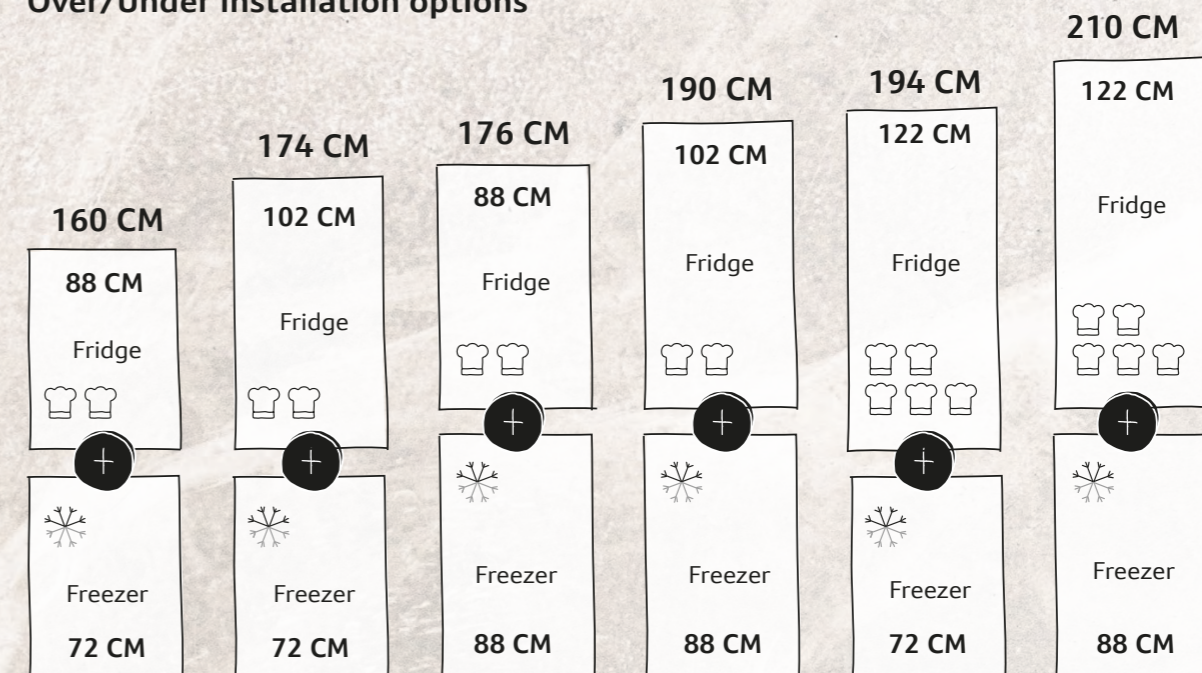 Over/Under installation options
160 CM
88 CM
Fridge
Freezer
72 CM
174 CM
102 CM
Fridge
Freezer
72 CM
176 CM
88 CM
Fridge
Freezer
88 CM
190 CM
102 CM
Fridge
Freezer
88 CM
194 CM
122 CM
Fridge
Freezer
72 CM
210 CM
122 CM
Fridge
Freezer
88 CM